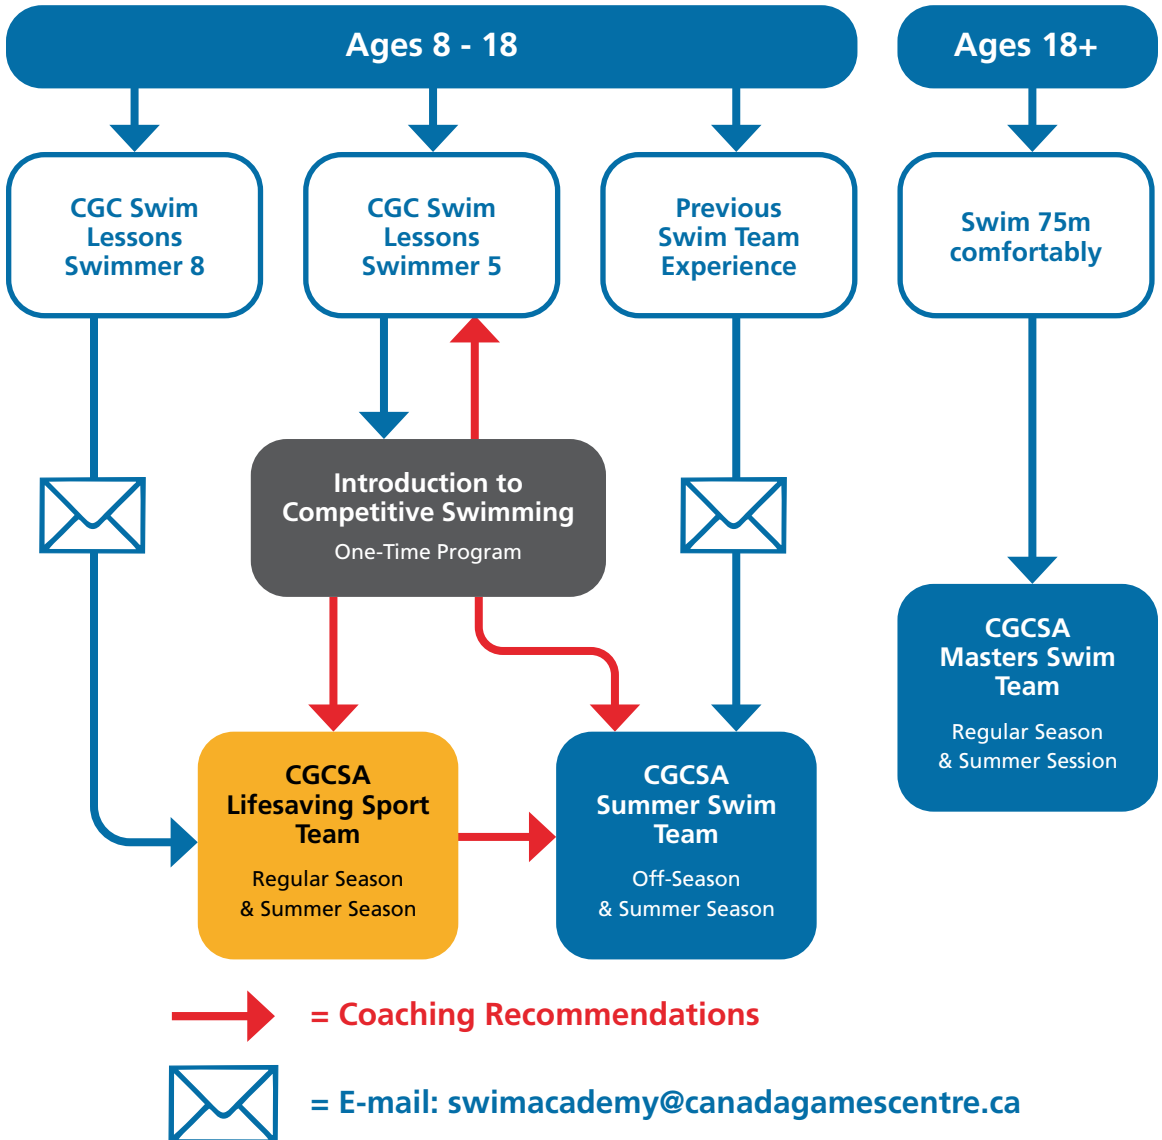 Ages 8 - 18
Ages 18+
CGC Swim
Lessons
Swimmer 8
CGC Swim
Lessons
Swimmer 5
Previous
Swim Team
Experience
Swim 75m
comfortably
Introduction to
Competitive Swimming
One-Time Program
CGCSA
Masters Swim
Team
Regular Season
& Summer Session
CGCSA
Lifesaving Sport
Team
Regular Season
& Summer Season
CGCSA
Summer Swim
Team
Off-Season
& Summer Season
= Coaching Recommendations
= E-mail: swimacademy@canadagamescentre.ca